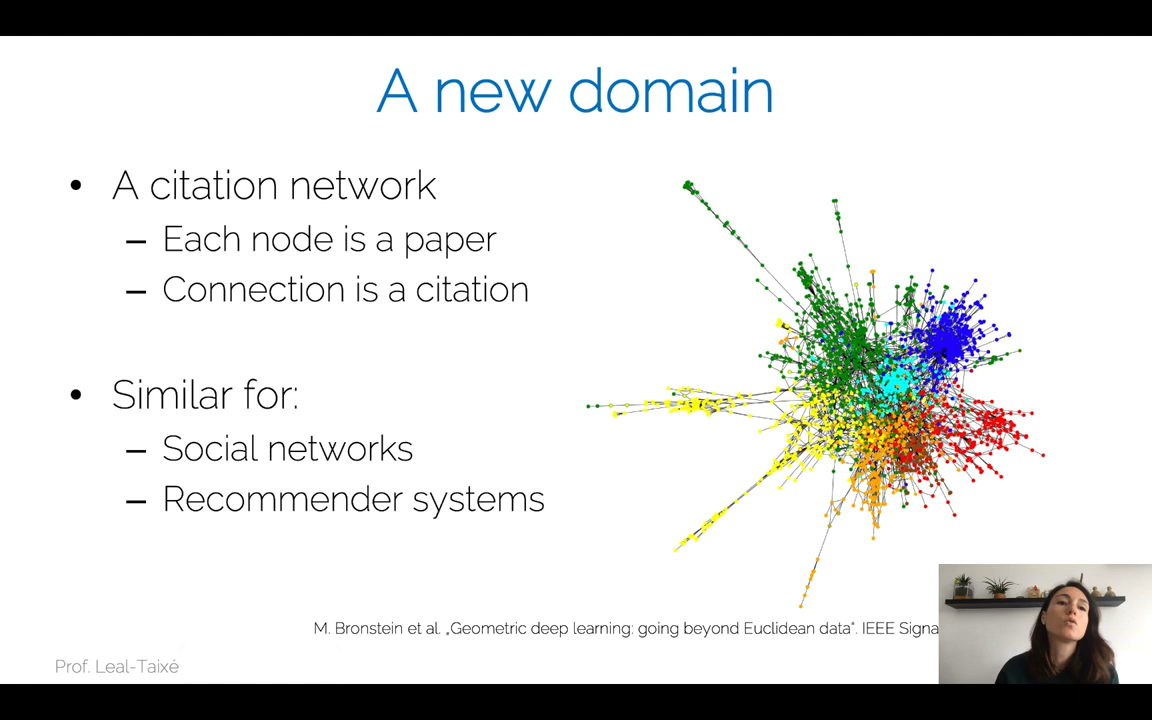 A new domain
• A citation network
– Each node is a paper
– Connection is a citation
• Similar for:
– Social networks
– Recommender systems
M. Bronstein et al. „Geometric deep learning: going beyond Euclidean data”. IEEE Signa
Prof. Leal-Taixé